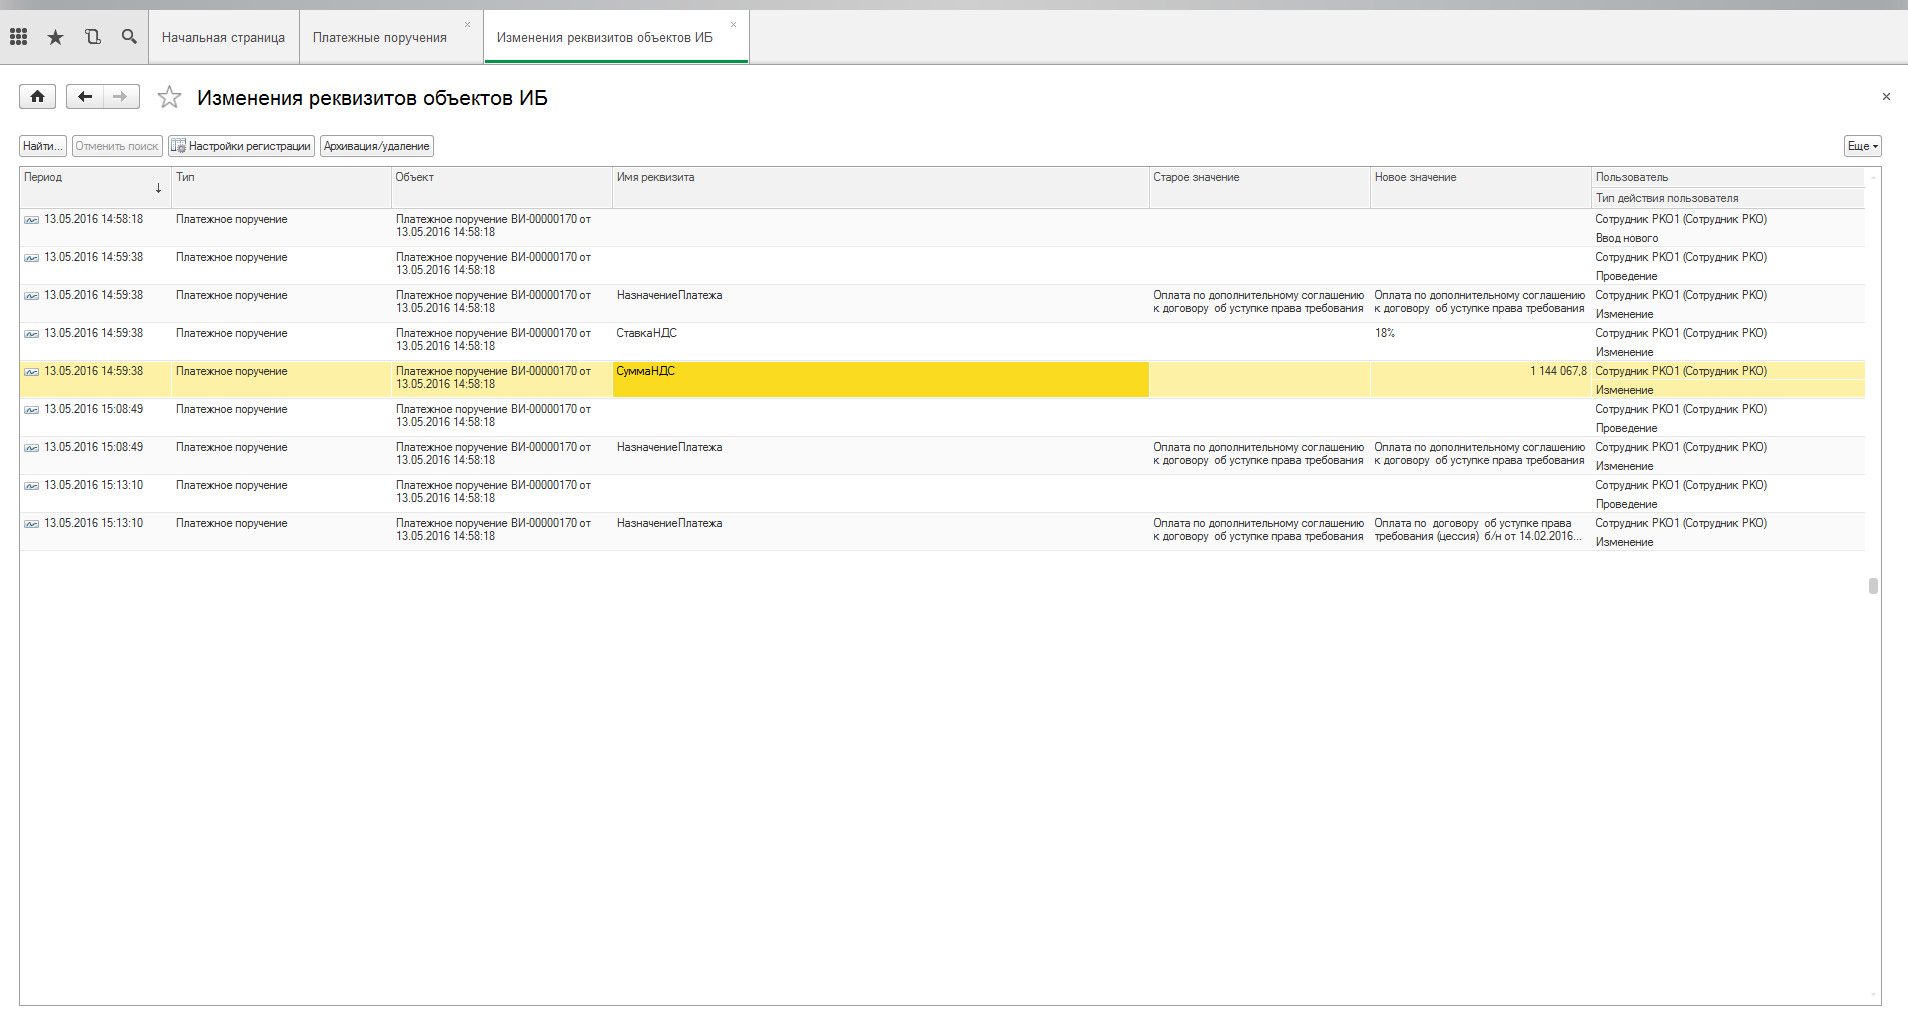 Начальная страница
Платежные поручения
Изменения реквизитов объектов ИБ
Изменения реквизитов объектов ИБ
Найти...
Отменить поиск
Настройки регистрации
Архивация/удаление
Еще
Период
Тип
Объект
Имя реквизита
Старое значение
Новое значение
Пользователь
Тип действия пользователя
13.05.2016 14:58:18 Платежное поручение Платежное поручение ВИ-00000170 от Сотрудник РКО1 (Сотрудник РКО)
13.05.2016 14:58:18 Ввод нового
13.05.2016 14:59:38 Платежное поручение Платежное поручение ВИ-00000170 от Сотрудник РКО1 (Сотрудник РКО)
13.05.2016 14:58:18 Проведение
13.05.2016 14:59:38 Платежное поручение Платежное поручение ВИ-00000170 от НазначениеПлатежа Оплата по дополнительному соглашению Оплата по дополнительному соглашению Сотрудник РКО1 (Сотрудник РКО)
13.05.2016 14:58:18 к договору об уступке права требования к договору об уступке права требования Изменение
13.05.2016 14:59:38 Платежное поручение Платежное поручение ВИ-00000170 от СтавкаНДС 18% Сотрудник РКО1 (Сотрудник РКО)
13.05.2016 14:58:18 Изменение
13.05.2016 14:59:38 Платежное поручение Платежное поручение ВИ-00000170 от СуммаНДС 1 144 067,8 Сотрудник РКО1 (Сотрудник РКО)
13.05.2016 14:58:18 Изменение
13.05.2016 15:08:49 Платежное поручение Платежное поручение ВИ-00000170 от Сотрудник РКО1 (Сотрудник РКО)
13.05.2016 14:58:18 Проведение
13.05.2016 15:08:49 Платежное поручение Платежное поручение ВИ-00000170 от НазначениеПлатежа Оплата по дополнительному соглашению Оплата по дополнительному соглашению Сотрудник РКО1 (Сотрудник РКО)
13.05.2016 14:58:18 к договору об уступке права требования к договору об уступке права требования Изменение
13.05.2016 15:13:10 Платежное поручение Платежное поручение ВИ-00000170 от Сотрудник РКО1 (Сотрудник РКО)
13.05.2016 14:58:18 Проведение
13.05.2016 15:13:10 Платежное поручение Платежное поручение ВИ-00000170 от НазначениеПлатежа Оплата по дополнительному соглашению Оплата по договору об уступке права Сотрудник РКО1 (Сотрудник РКО)
13.05.2016 14:58:18 к договору об уступке права требования требования (цессия) б/н от 14.02.2016... Изменение